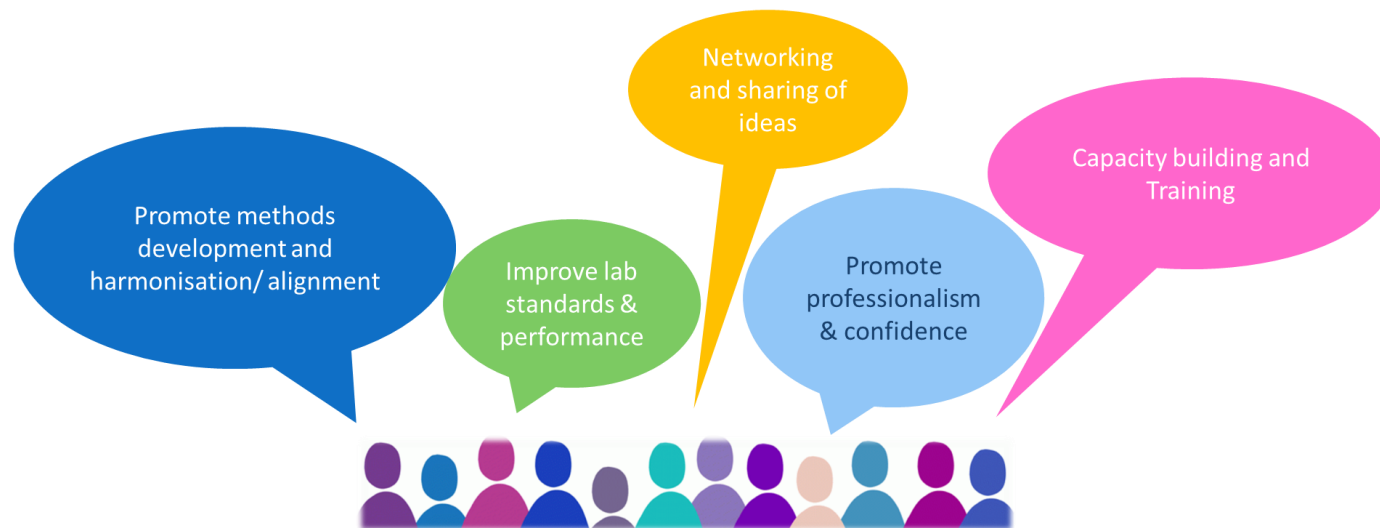 Promote methods
development and
harmonisation/ alignment
Improve lab
standards &
performance
Networking
and sharing of
ideas
Promote
professionalism
& confidence
Capacity building and
Training